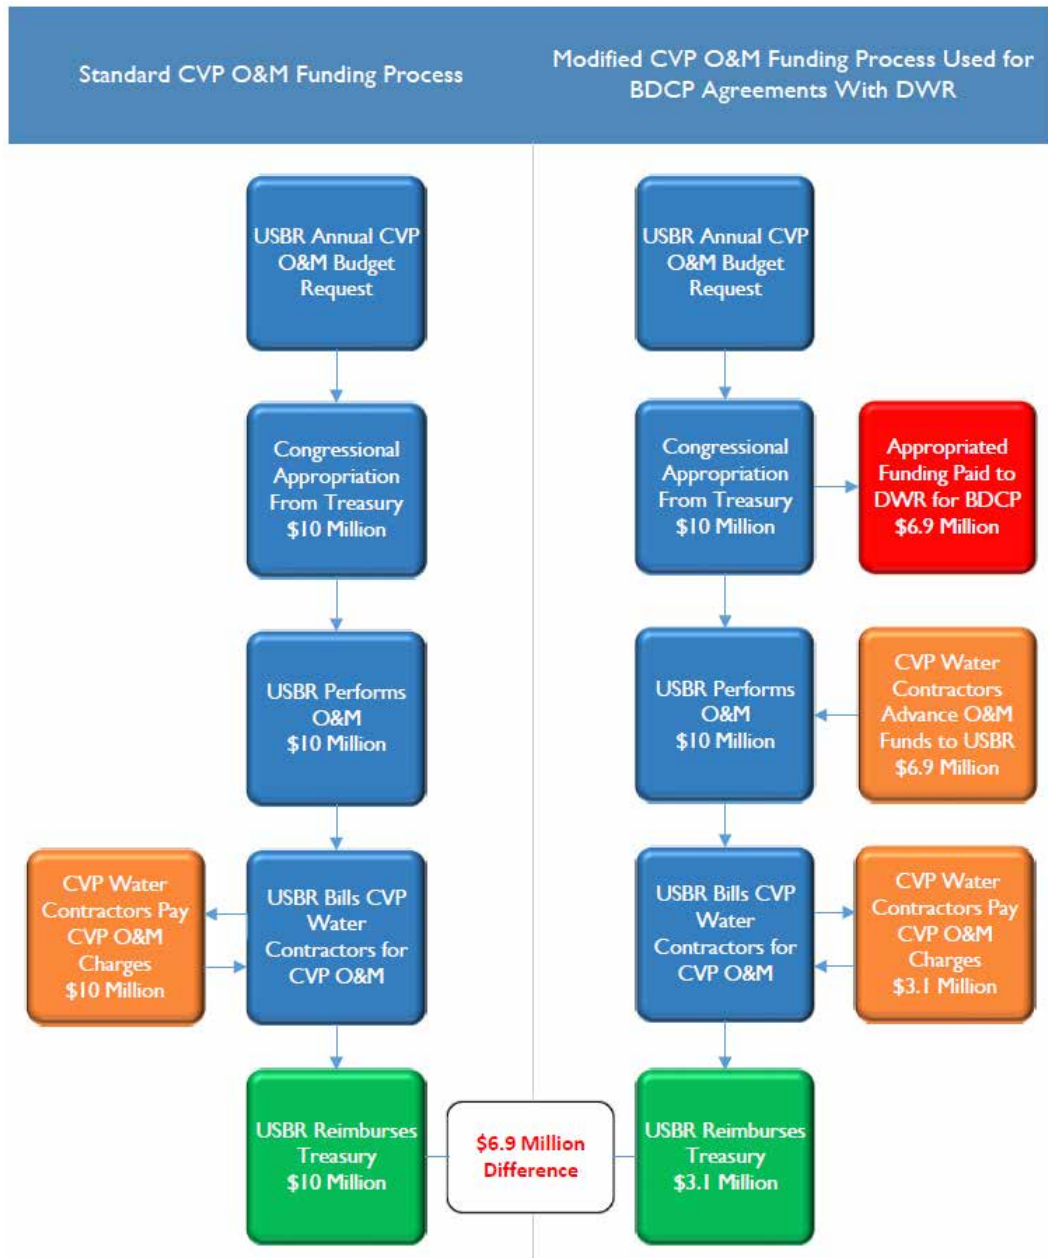 Standard CVP O&M Funding Process
Modified CVP O&M Funding Process Used for
BDCP Agreements With DWR
USBR Annual CVP
O&M Budget
Request
Congressional
Appropriation
From Treasury
$10 Million
USBR Performs
O&M
$10 Million
CVP Water
Contractors Pay
CVP O&M
Charges
$10 Million
USBR Bills CVP
Water
Contractors for
CVP O&M
USBR Reimburses
Treasury
$10 Million
$6.9 Million
Difference
USBR Annual CVP
O&M Budget
Request
Congressional
Appropriation
From Treasury
$10 Million
Appropriated
Funding Paid to
DWR for BDCP
$6.9 Million
USBR Performs
O&M
$10 Million
CVP Water
Contractors
Advance O&M
Funds to USBR
$6.9 Million
USBR Bills CVP
Water
Contractors for
CVP O&M
CVP Water
Contractors Pay
CVP O&M
Charges
$3.1 Million
USBR Reimburses
Treasury
$3.1 Million